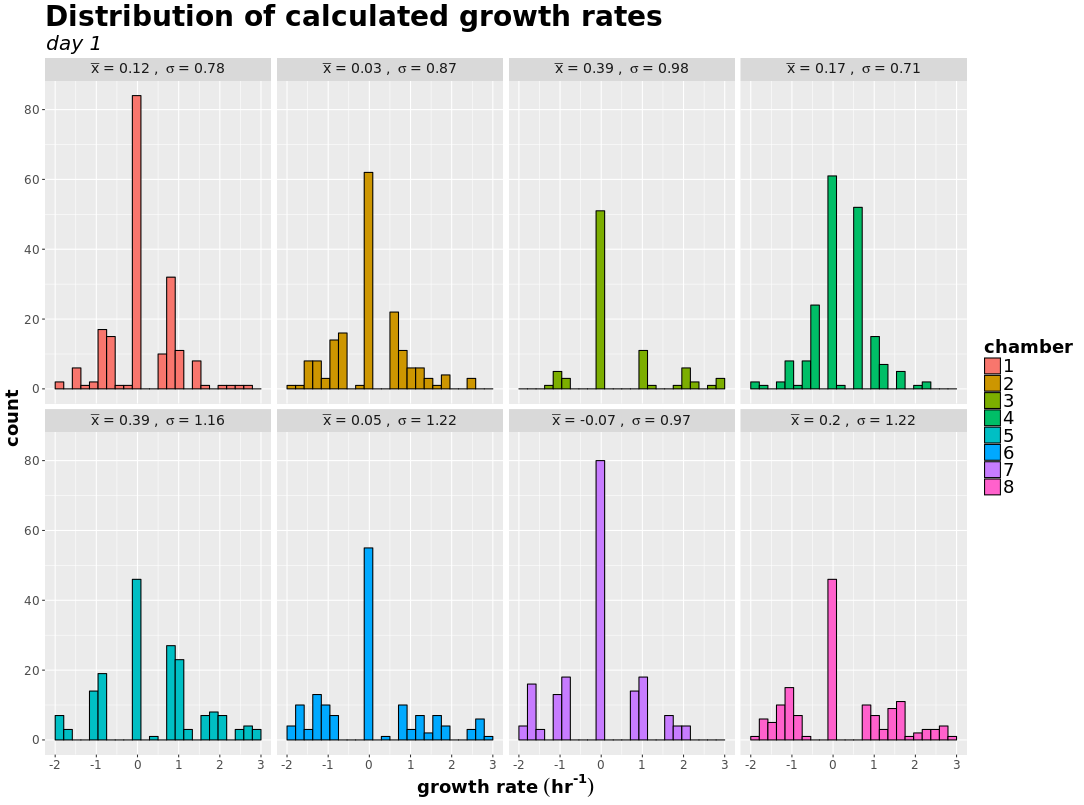 Distribution of calculated growth rates
day 1
x̅ = 0.12 , σ = 0.78
x̅ = 0.03 , σ = 0.87
x̅ = 0.39 , σ = 0.98
x̅ = 0.17 , σ = 0.71
80
60
40
20
0
x̅ = 0.39 , σ = 1.16
x̅ = 0.05 , σ = 1.22
x̅ = -0.07 , σ = 0.97
x̅ = 0.2 , σ = 1.22
80
60
40
20
0
-2 -1 0 1 2 3
-2 -1 0 1 2 3
-2 -1 0 1 2 3
-2 -1 0 1 2 3
count
growth rate (hr⁻¹)
chamber
1
2
3
4
5
6
7
8